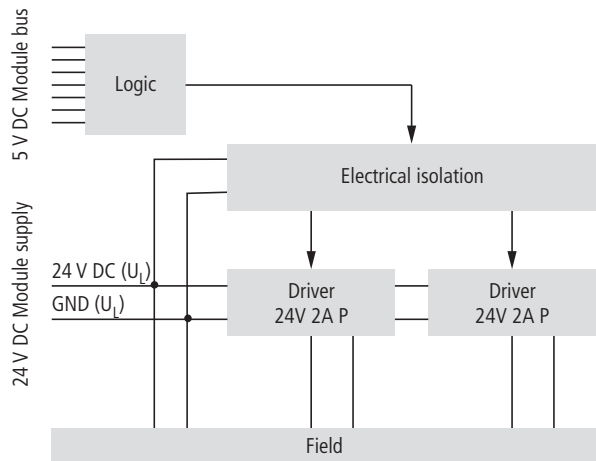 5 V DC Module bus
Logic
Electrical isolation
24 V DC Module supply
24 V DC (UL)
GND (UL)
Driver
24V 2A P
Driver
24V 2A P
Field